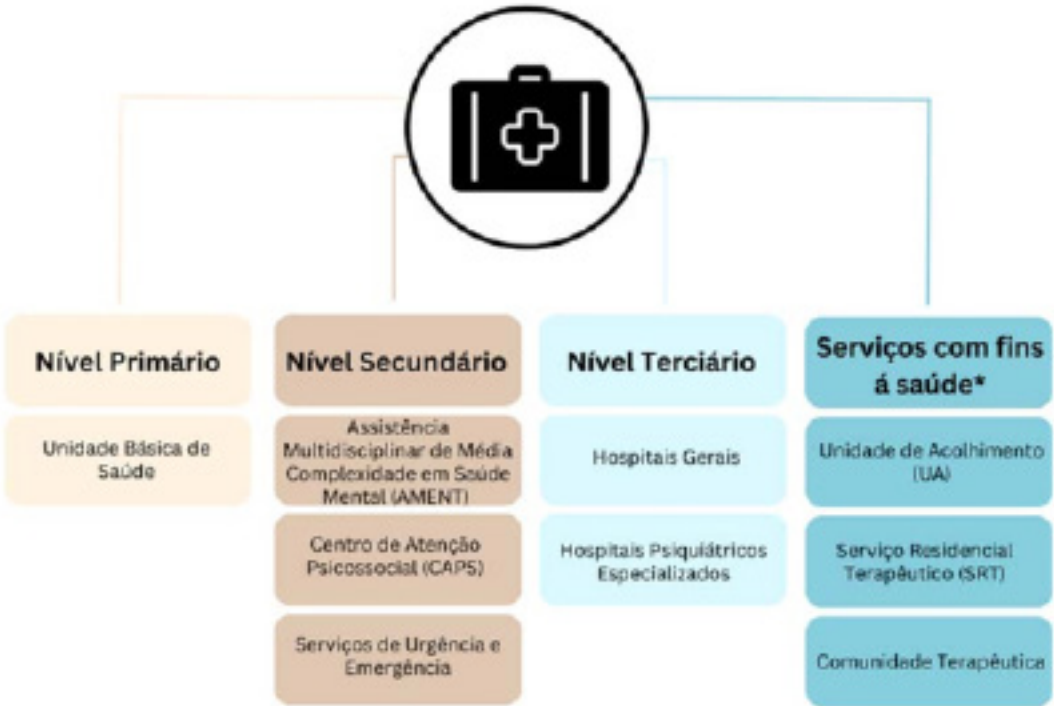 Nível Primário
Unidade Básica de
Saúde
Nível Secundário
Assistência
Multidisciplinar de Média
Complexidade em Saúde
Mental (AMENT)
Centro de Atenção
Psicossocial (CAPS)
Serviços de Urgência e
Emergência
Nível Terciário
Hospitais Gerais
Hospitais Psiquiátricos
Especializados
Serviços com fins
á saúde*
Unidade de Acolhimento
(UA)
Serviço Residencial
Terapêutico (SRT)
Comunidade Terapêutica